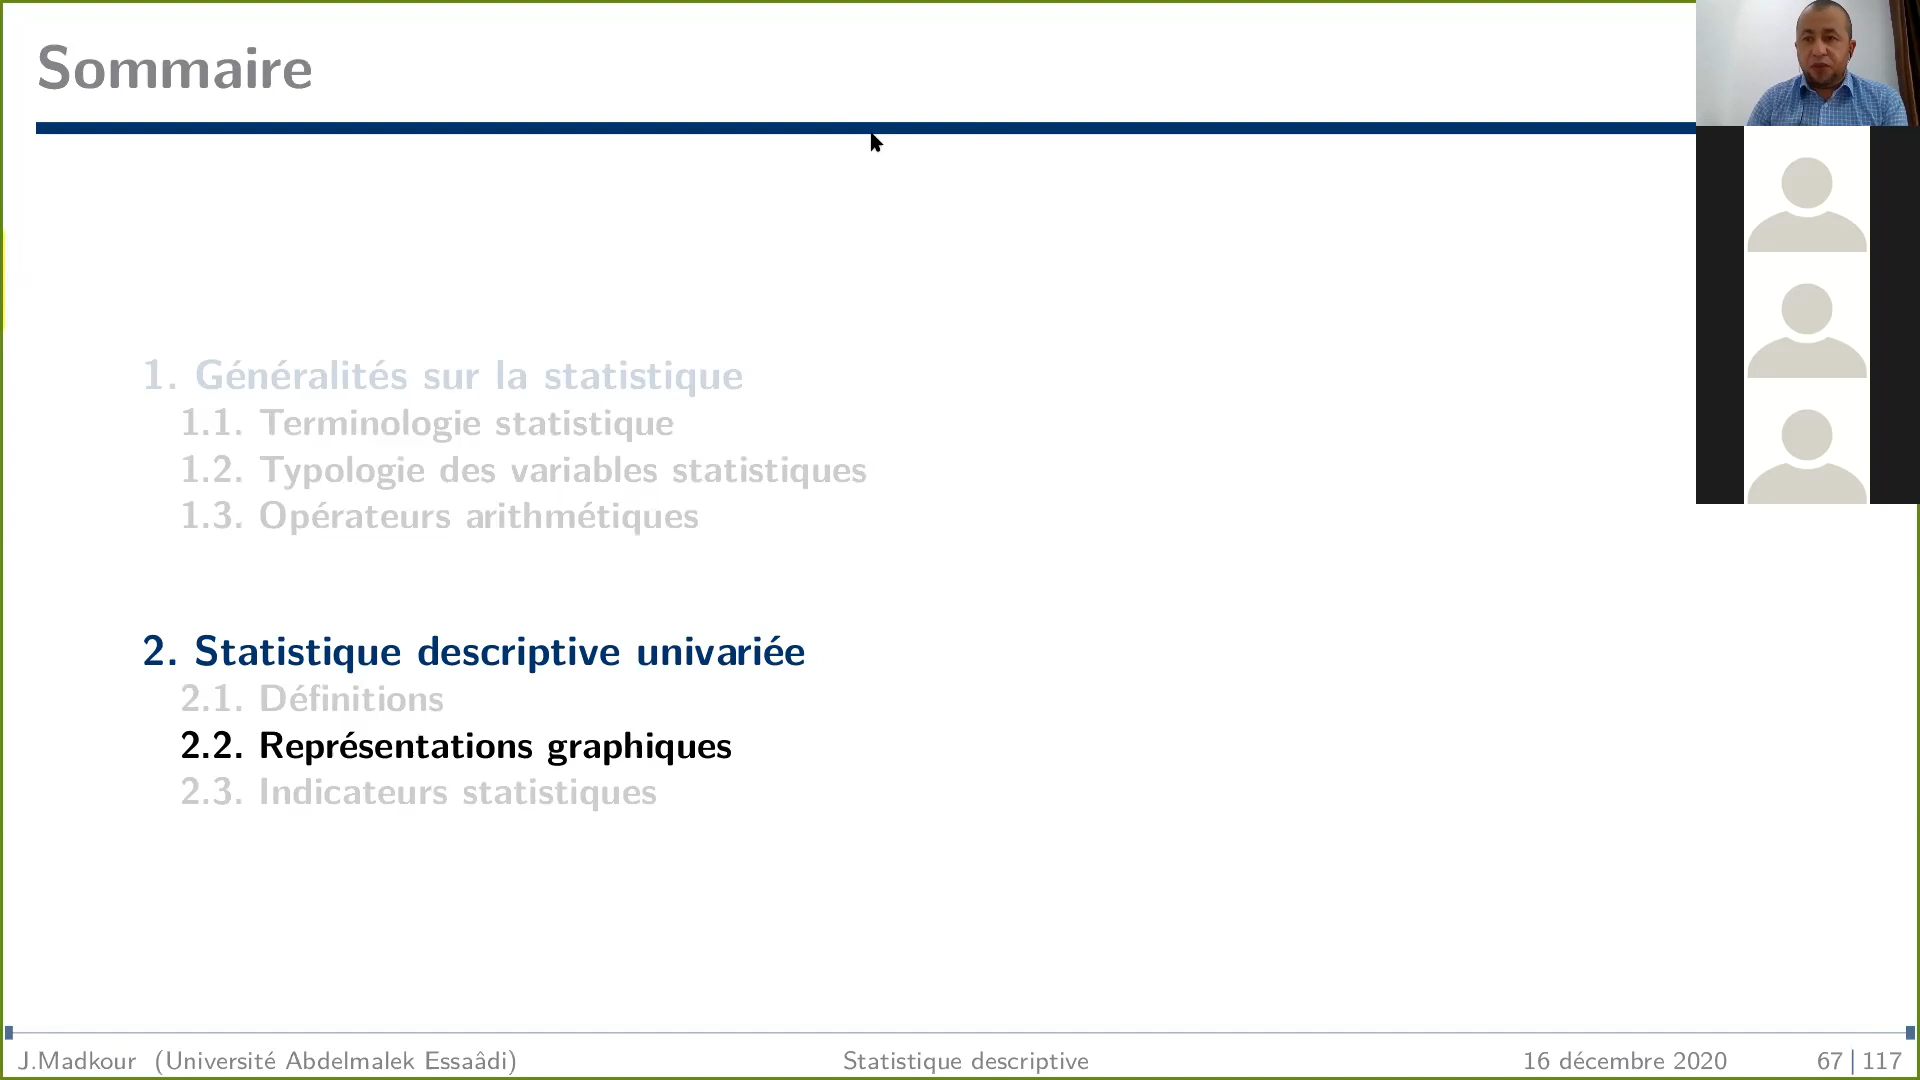 Sommaire
1. Généralités sur la statistique
1.1. Terminologie statistique
1.2. Typologie des variables statistiques
1.3. Opérateurs arithmétiques
2. Statistique descriptive univariée
2.1. Définitions
2.2. Représentations graphiques
2.3. Indicateurs statistiques
J.Madkour (Université Abdelmalek Essaâdi) Statistique descriptive 16 décembre 2020 67 | 117